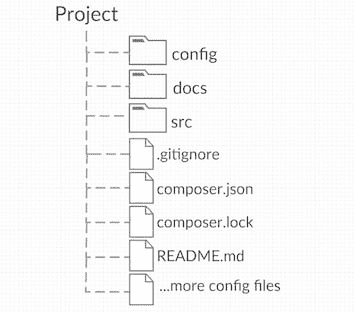 Project
config
docs
src
.gitignore
composer.json
composer.lock
README.md
...more config files